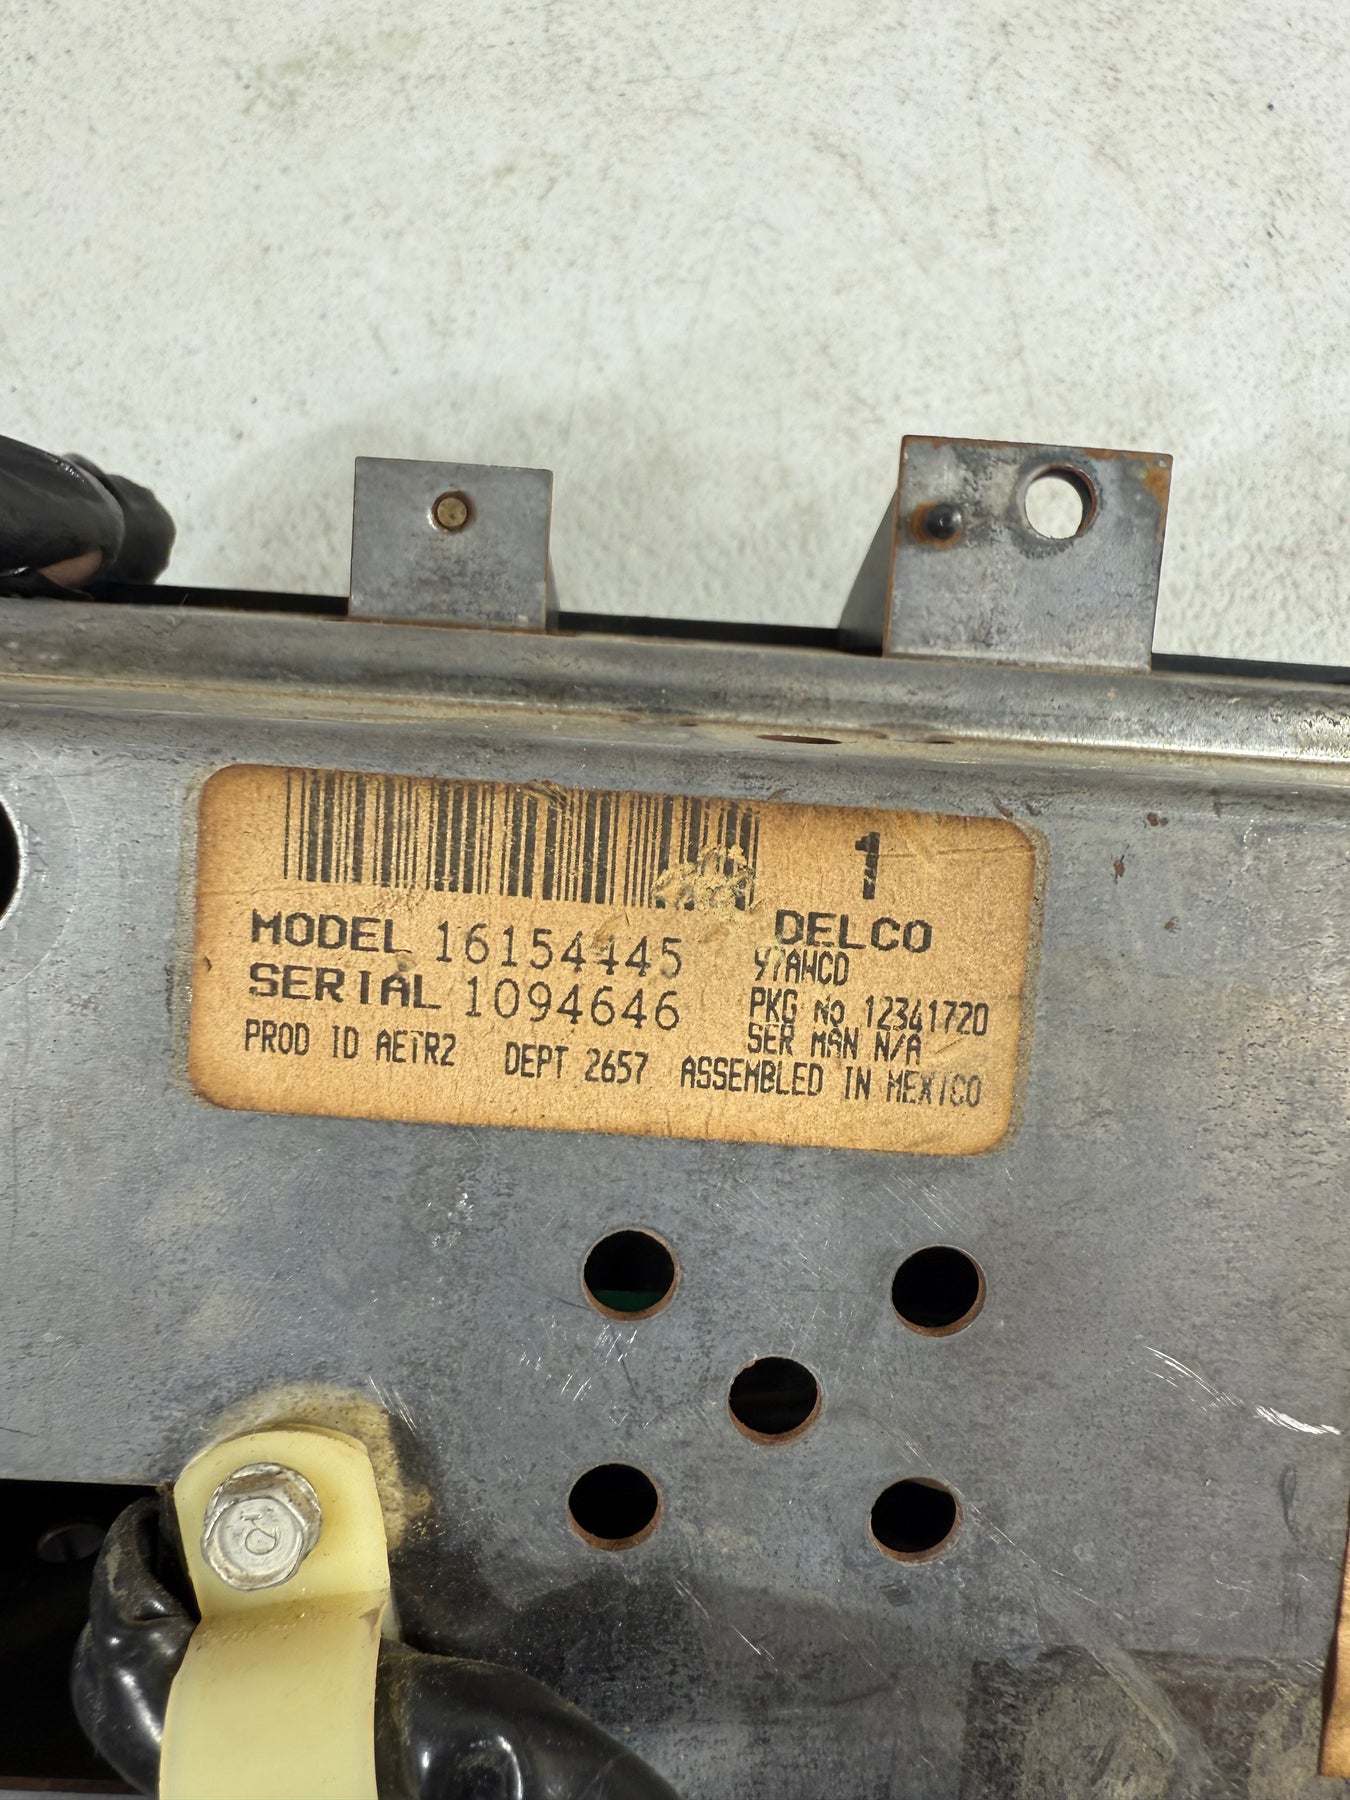 1
DELCO
MODEL 16154445
Y7AWCD
SERIAL 1094646
PKG No 12341720
SER MAN N/A
PROD ID AETR2 DEPT 2657 ASSEMBLED IN MEXICO